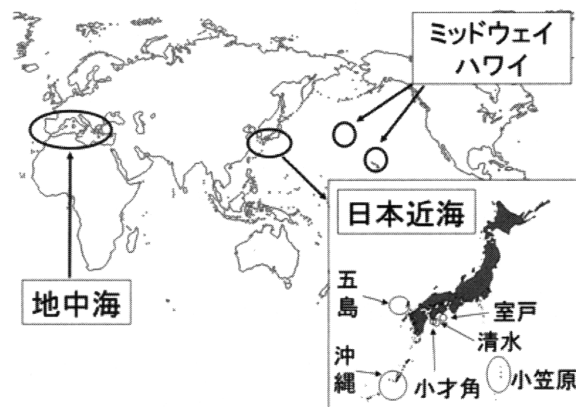 ミッドウェイ
ハワイ
地中海
日本近海
五
島
室戸
清水
沖
縄
小才角
小笠原